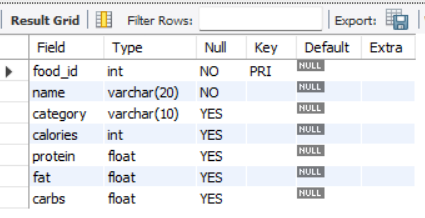 Result Grid Filter Rows: Export:
Field Type Null Key Default Extra
food_id int NO PRI NULL
name varchar(20) NO NULL
category varchar(10) YES NULL
calories int YES NULL
protein float YES NULL
fat float YES NULL
carbs float YES NULL